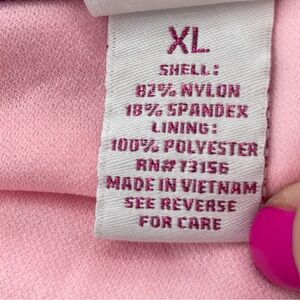 XL
SHELL:
82% NYLON
18% SPANDEX
LINING:
100% POLYESTER
RN# 73156
MADE IN VIETNAM
SEE REVERSE
FOR CARE